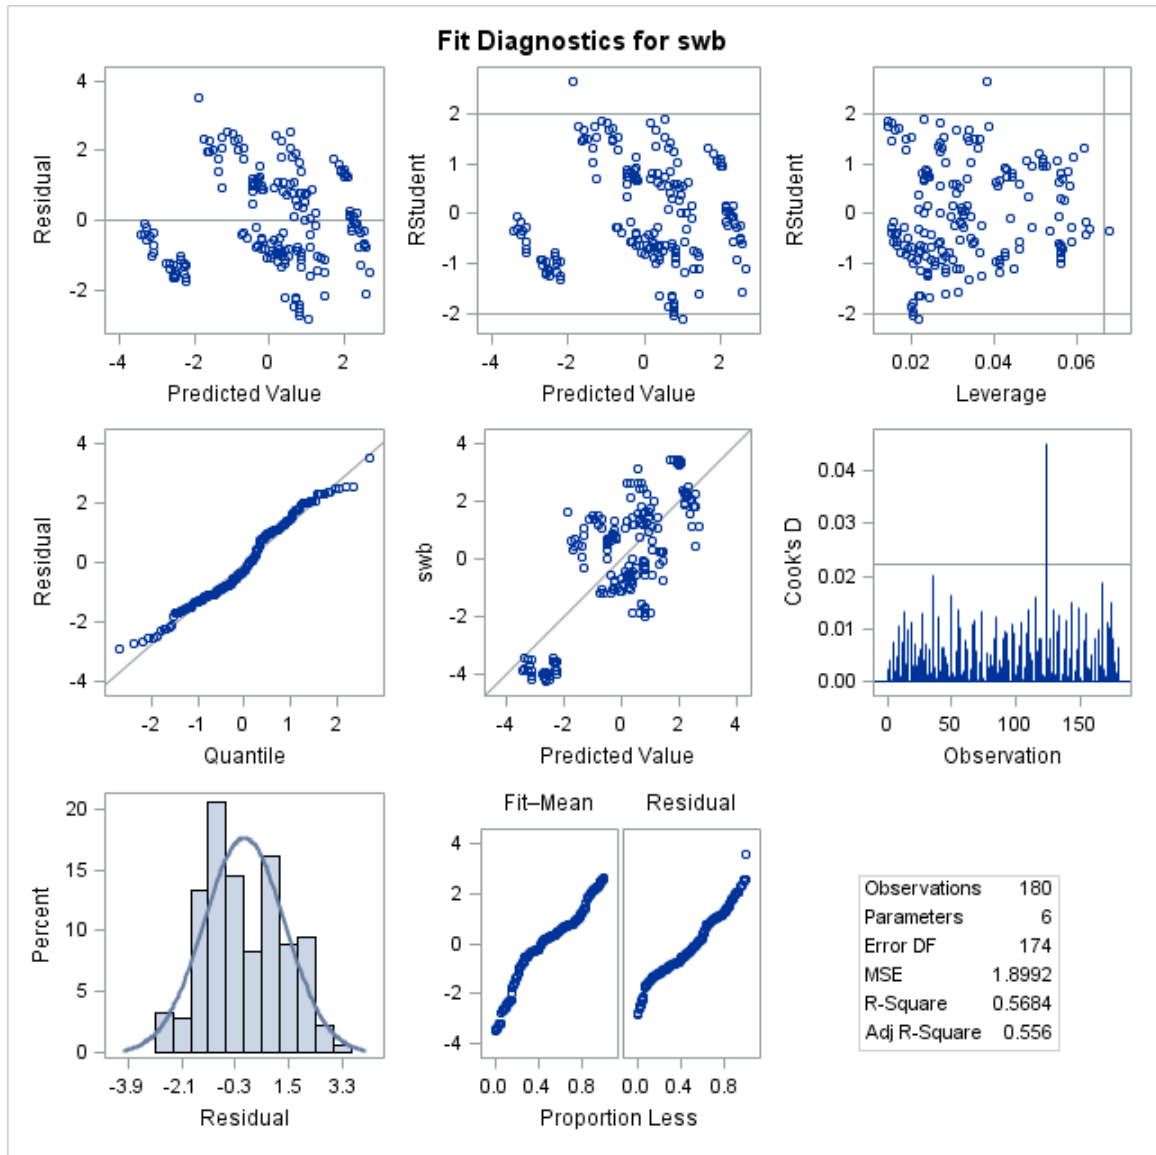 Fit Diagnostics for swb
Residual
4
2
0
-2
-4 -2 0 2
Predicted Value
RStudent
2
1
0
-1
-2
-4 -2 0 2
Predicted Value
RStudent
2
1
0
-1
-2
0.02 0.04 0.06
Leverage
Residual
4
2
0
-2
-4
-2 -1 0 1 2
Quantile
swb
4
2
0
-2
-4
-4 -2 0 2 4
Predicted Value
Cook's D
0.04
0.03
0.02
0.01
0.00
0 50 100 150
Observation
Percent
20
15
10
5
0
-3.9 -2.1 -0.3 1.5 3.3
Residual
Fit–Mean Residual
4
2
0
-2
-4
0.0 0.4 0.8 0.0 0.4 0.8
Proportion Less
Observations 180
Parameters 6
Error DF 174
MSE 1.8992
R-Square 0.5684
Adj R-Square 0.556